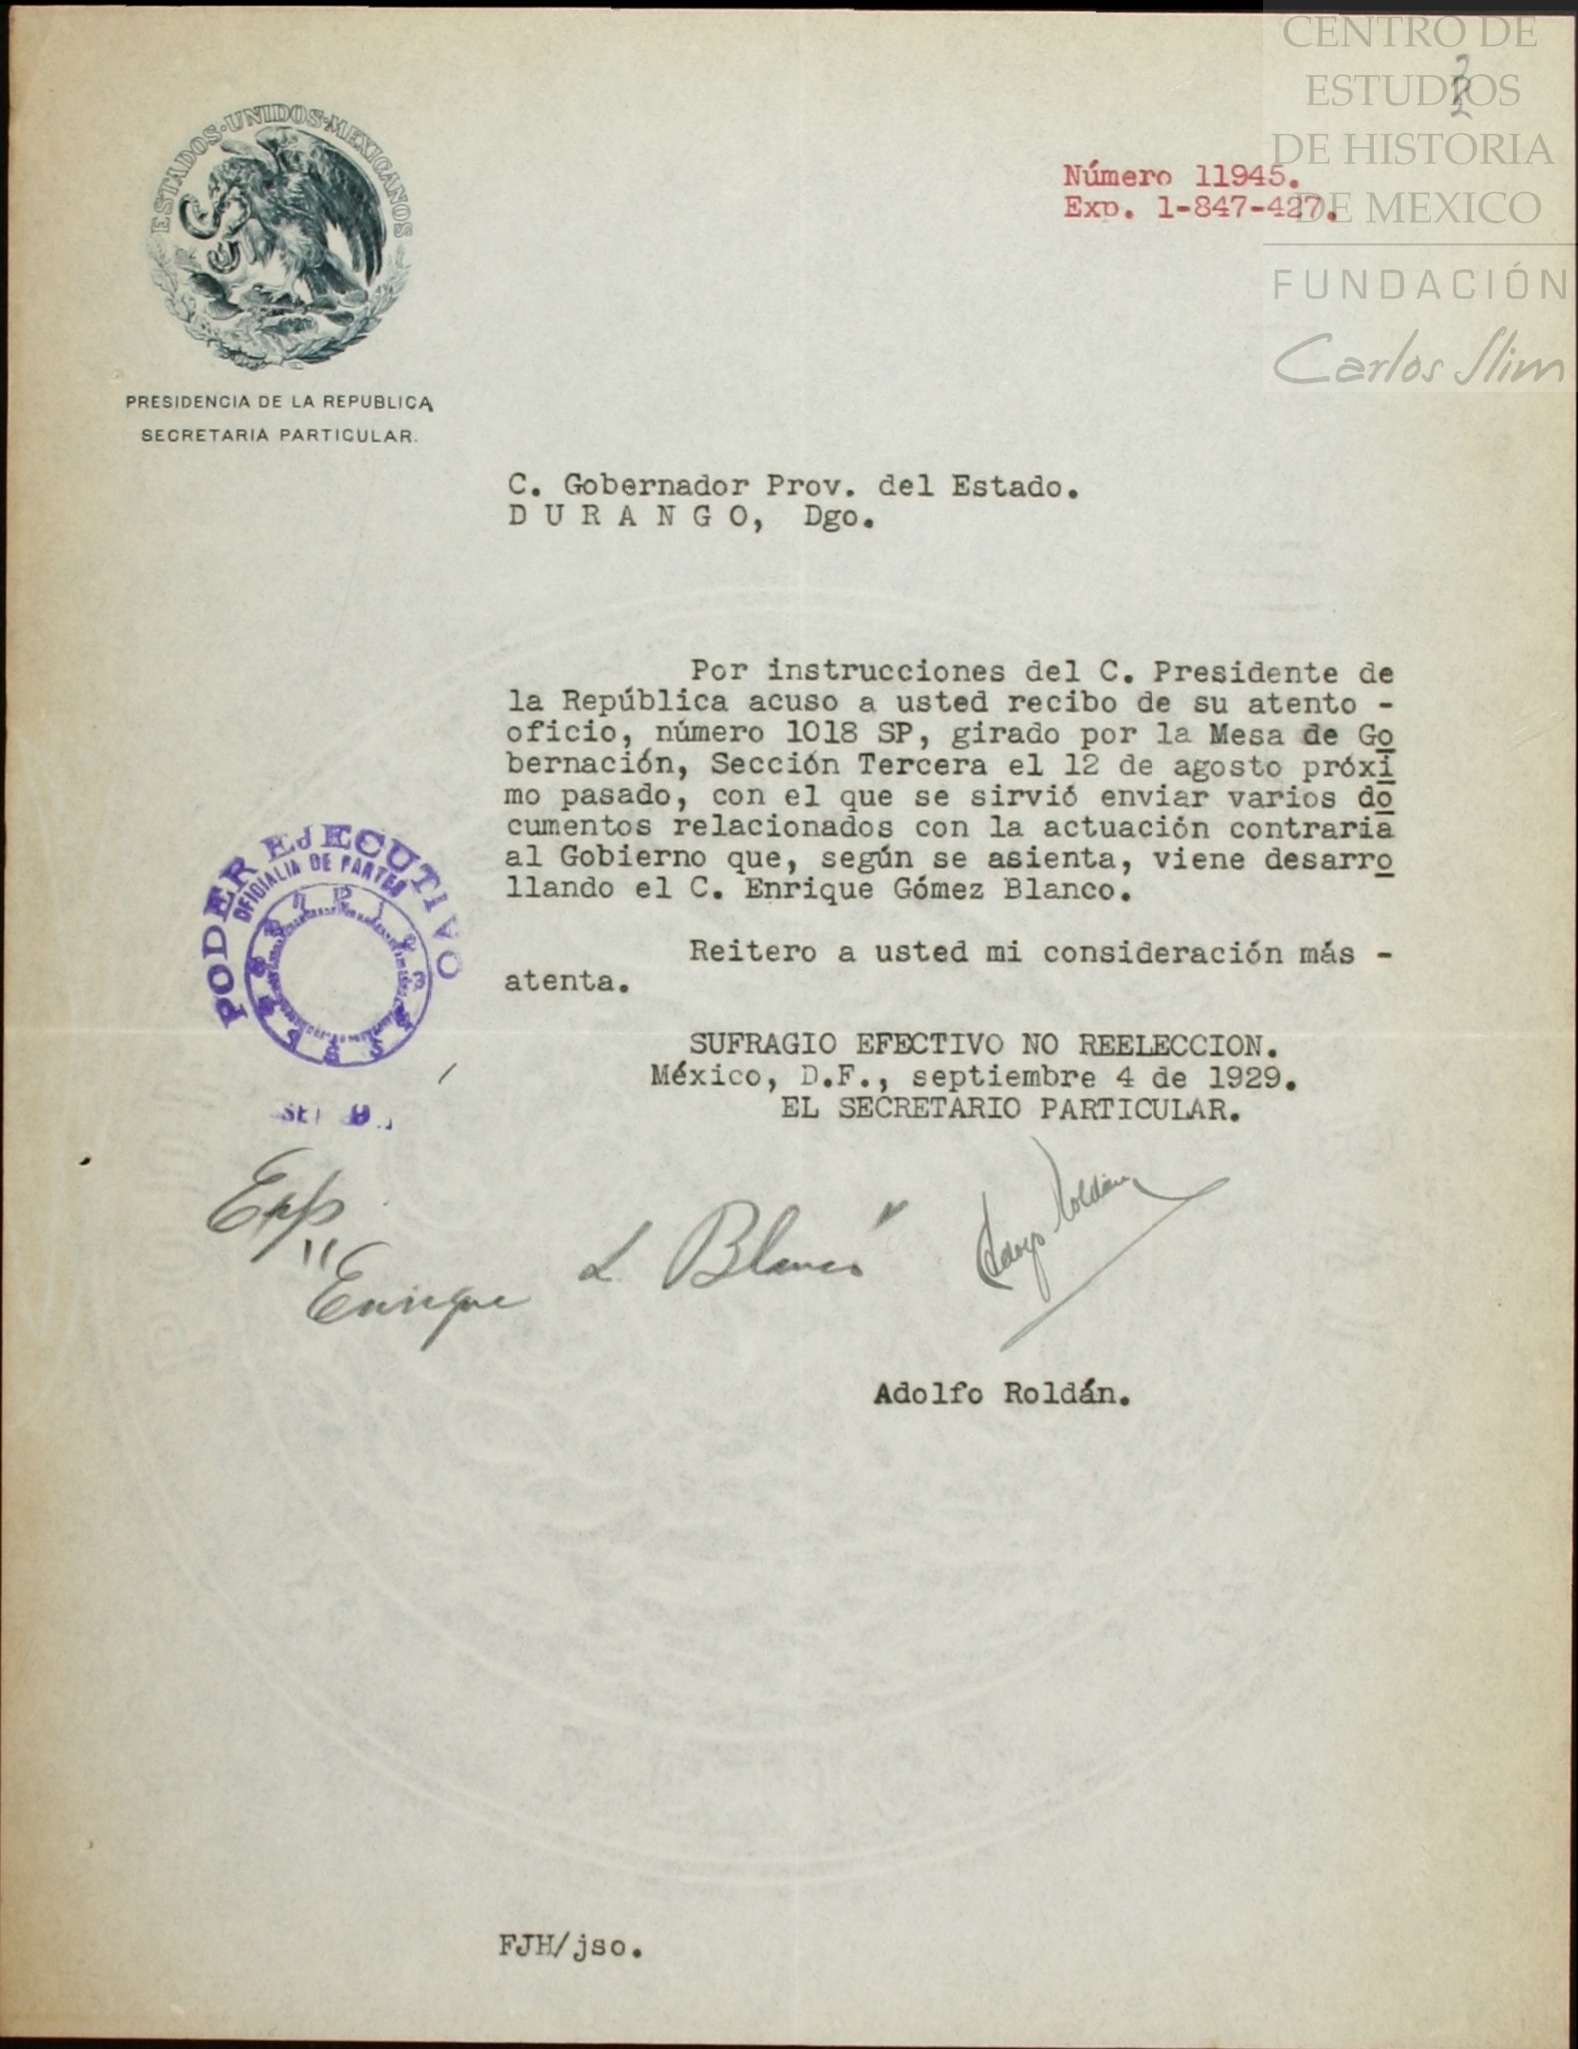 CENTRO DE
ESTUDIOS
DE HISTORIA
DE MEXICO
FUNDACIÓN
Carlos Slim
ESTADOS·UNIDOS·MEXICANOS
Número 11945.
Exp. 1-847-427.
PRESIDENCIA DE LA REPUBLICA
SECRETARIA PARTICULAR.
C. Gobernador Prov. del Estado.
D U R A N G O, Dgo.
Por instrucciones del C. Presidente de
la República acuso a usted recibo de su atento -
oficio, número 1018 SP, girado por la Mesa de Go
bernación, Sección Tercera el 12 de agosto próxi
mo pasado, con el que se sirvió enviar varios do
cumentos relacionados con la actuación contraria
al Gobierno que, según se asienta, viene desarro
llando el C. Enrique Gómez Blanco.
Reitero a usted mi consideración más -
atenta.
SUFRAGIO EFECTIVO NO REELECCION.
México, D.F., septiembre 4 de 1929.
EL SECRETARIO PARTICULAR.
PODER EJECUTIVO
OFICIALIA DE PARTES
Exp.
"Enrique
Blanco"
Adolfo Roldán
Adolfo Roldán.
FJH/jso.